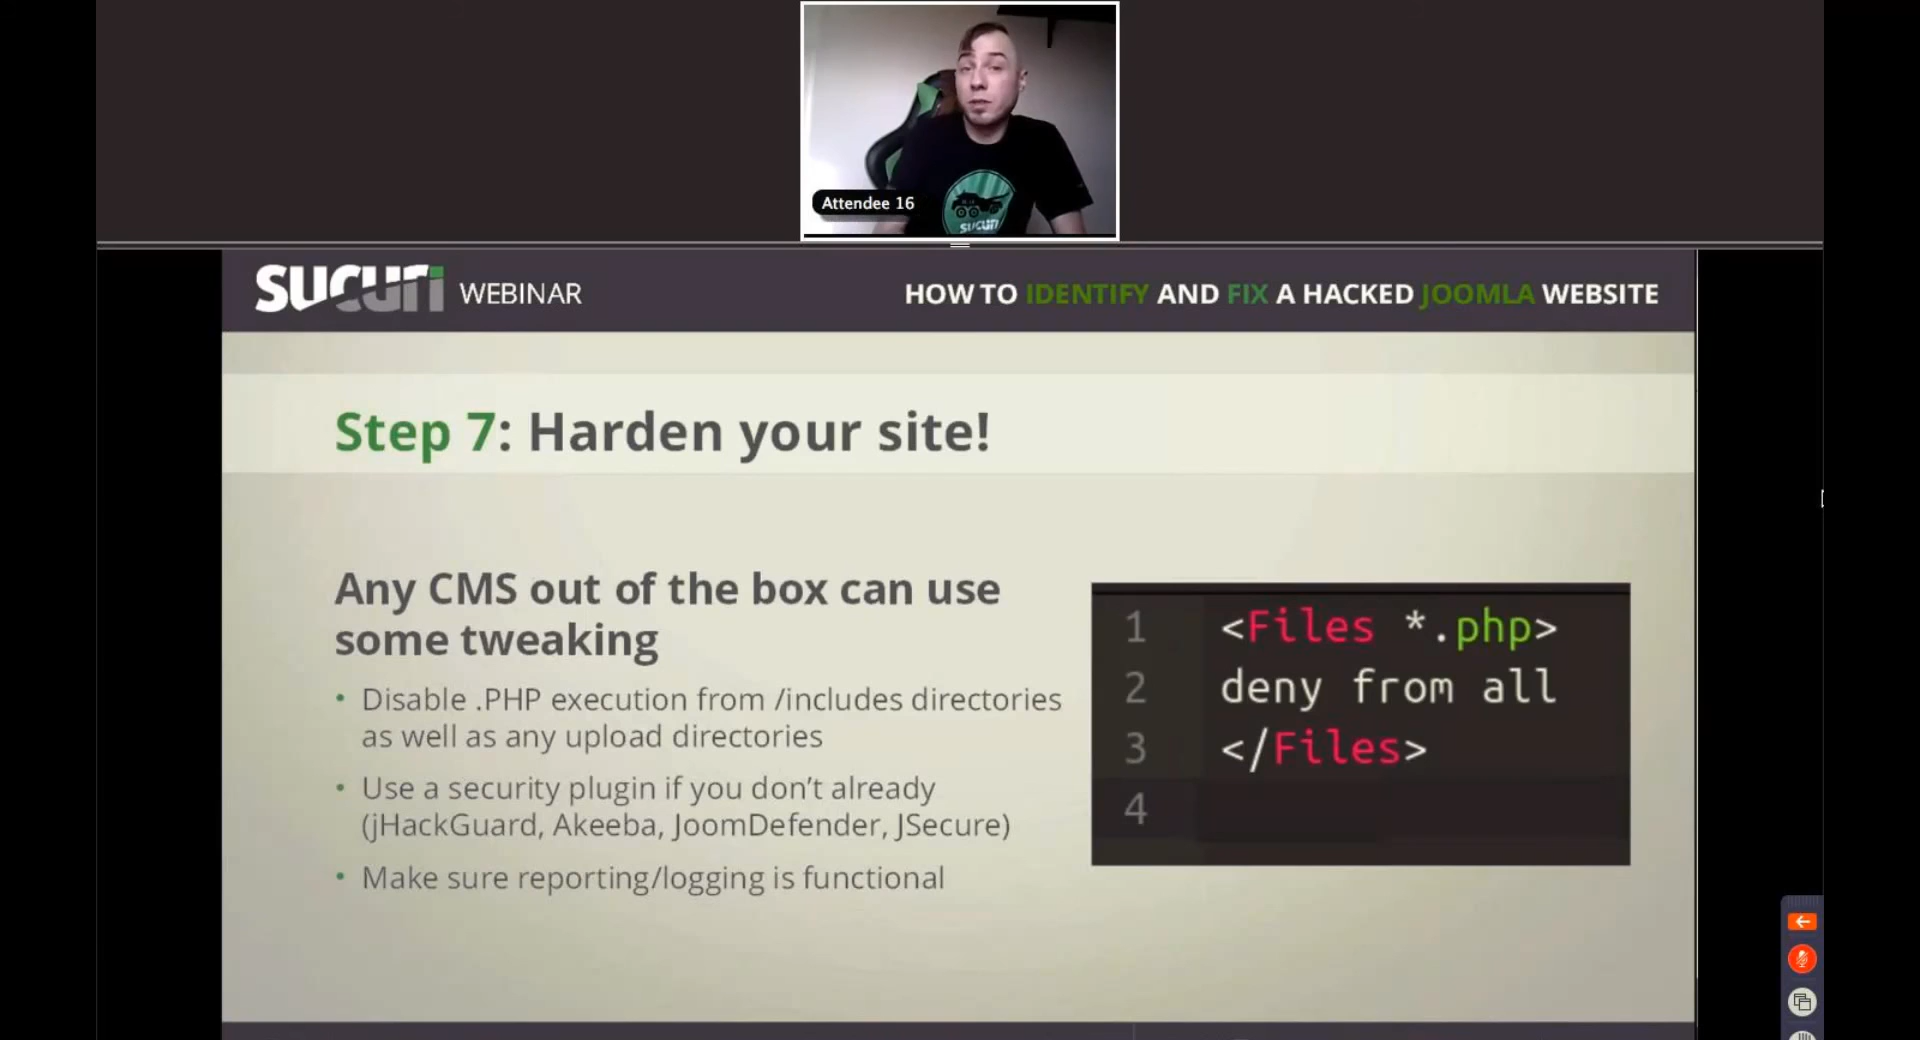 Attendee 16
sucuri
sucuri WEBINAR
HOW TO IDENTIFY AND FIX A HACKED JOOMLA WEBSITE
Step 7: Harden your site!
Any CMS out of the box can use
some tweaking
• Disable .PHP execution from /includes directories
as well as any upload directories
• Use a security plugin if you don’t already
(jHackGuard, Akeeba, JoomDefender, JSecure)
• Make sure reporting/logging is functional
1 <Files *.php>
2 deny from all
3 </Files>
4